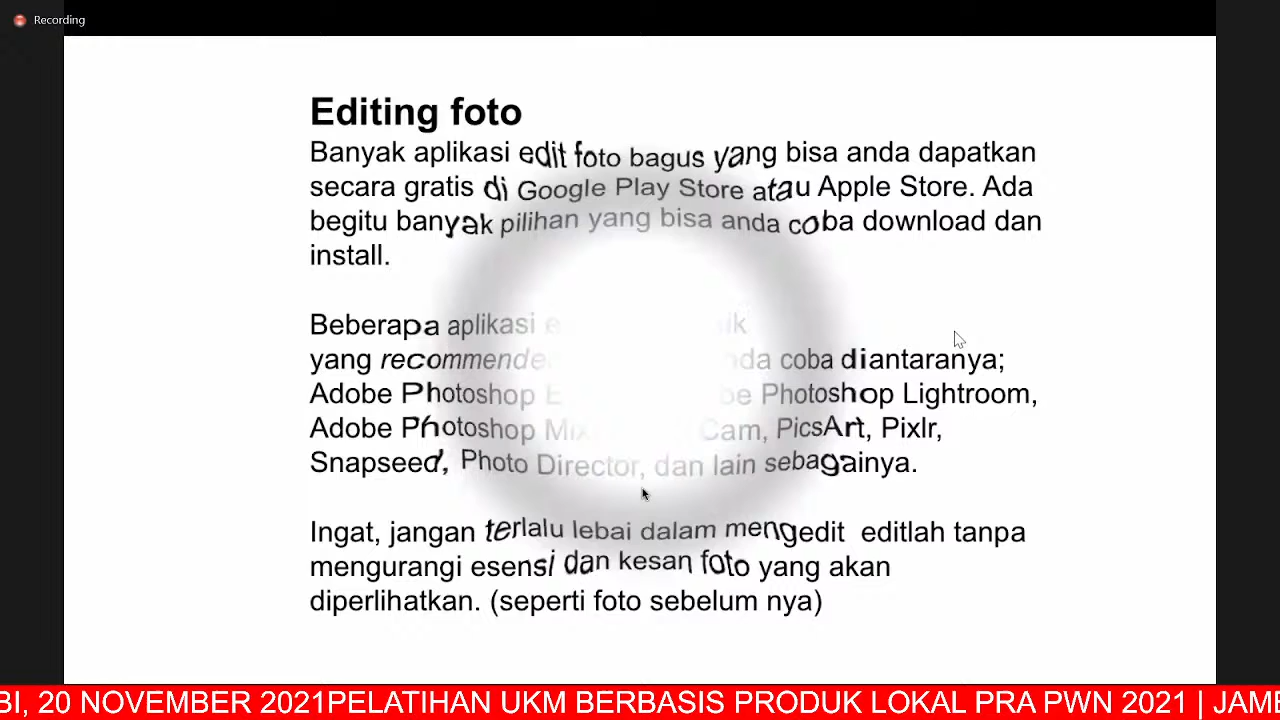 Recording
Editing foto
Banyak aplikasi edit foto bagus yang bisa anda dapatkan
secara gratis di Google Play Store atau Apple Store. Ada
begitu banyak pilihan yang bisa anda coba download dan
install.
Beberapa aplikasi
yang coba diantaranya;
Adobe Photoshop Photoshop Lightroom,
Adobe Photoshop Mix Cam, PicsArt, Pixlr,
Snapseed, Photo Director, dan lain sebagainya.
Ingat, jangan terlalu lebai dalam mengedit editlah tanpa
mengurangi esensi dan kesan foto yang akan
diperlihatkan. (seperti foto sebelum nya)
BI, 20 NOVEMBER 2021PELATIHAN UKM BERBASIS PRODUK LOKAL PRA PWN 2021 | JAMB